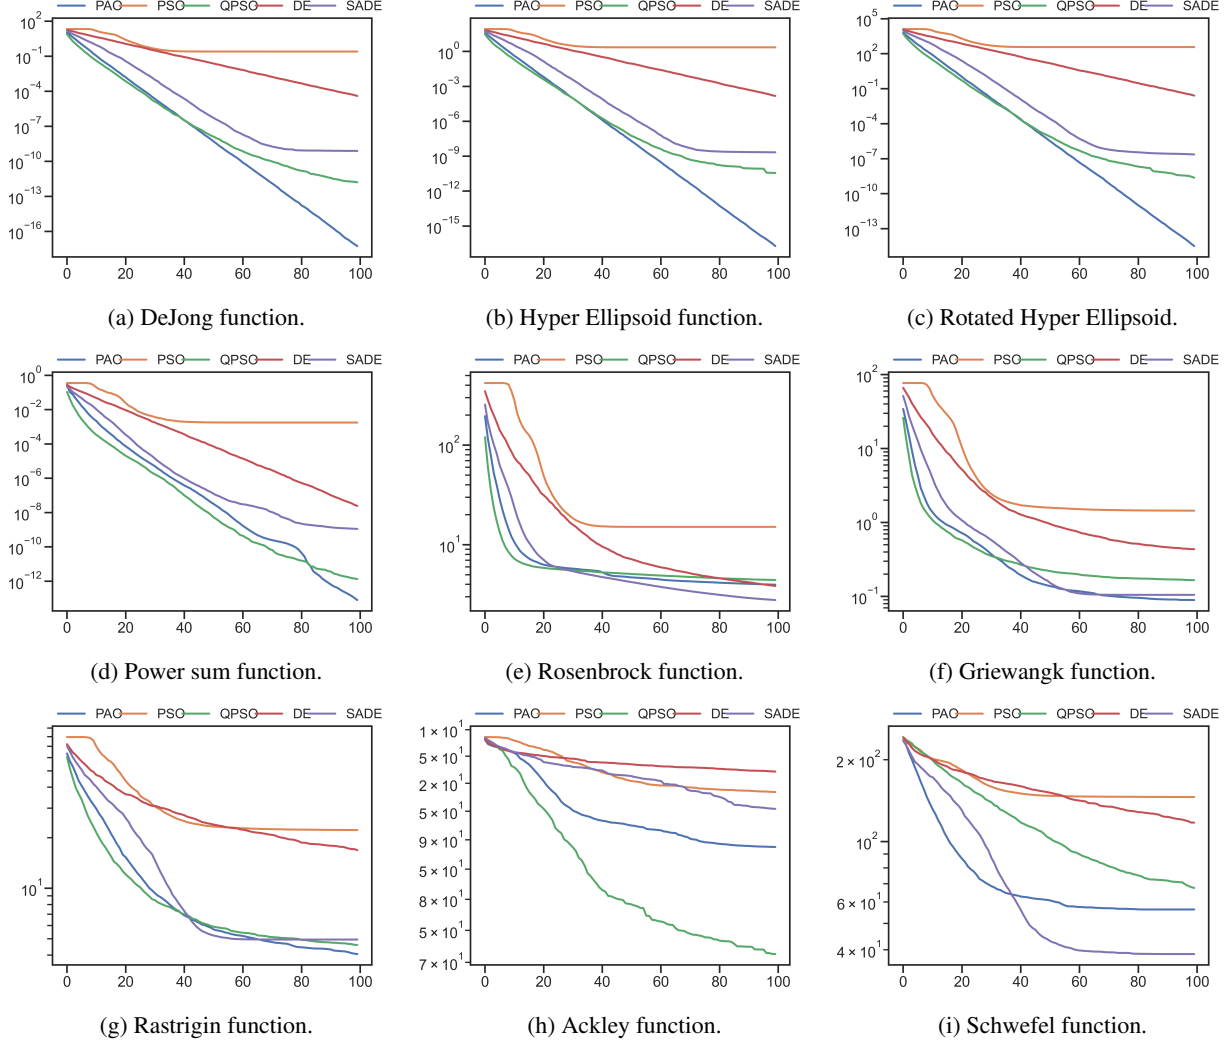 PAO PSO QPSO DE SADE PAO PSO QPSO DE SADE PAO PSO QPSO DE SADE
10^2 10^−1 10^−4 10^−7 10^−10 10^−13 10^−16
0 20 40 60 80 100
10^0 10^−3 10^−6 10^−9 10^−12 10^−15
0 20 40 60 80 100
10^5 10^2 10^−1 10^−4 10^−7 10^−10 10^−13
0 20 40 60 80 100
(a) DeJong function. (b) Hyper Ellipsoid function. (c) Rotated Hyper Ellipsoid.
PAO PSO QPSO DE SADE PAO PSO QPSO DE SADE PAO PSO QPSO DE SADE
10^0 10^−2 10^−4 10^−6 10^−8 10^−10 10^−12
0 20 40 60 80 100
10^2 10^1
0 20 40 60 80 100
10^2 10^1 10^0 10^−1
0 20 40 60 80 100
(d) Power sum function. (e) Rosenbrock function. (f) Griewangk function.
PAO PSO QPSO DE SADE PAO PSO QPSO DE SADE PAO PSO QPSO DE SADE
10^1
0 20 40 60 80 100
1 × 10^1 5 × 10^1 2 × 10^1 5 × 10^1 9 × 10^1 5 × 10^1 8 × 10^1 5 × 10^1 7 × 10^1
0 20 40 60 80 100
2 × 10^2 10^2 6 × 10^1 4 × 10^1
0 20 40 60 80 100
(g) Rastrigin function. (h) Ackley function. (i) Schwefel function.